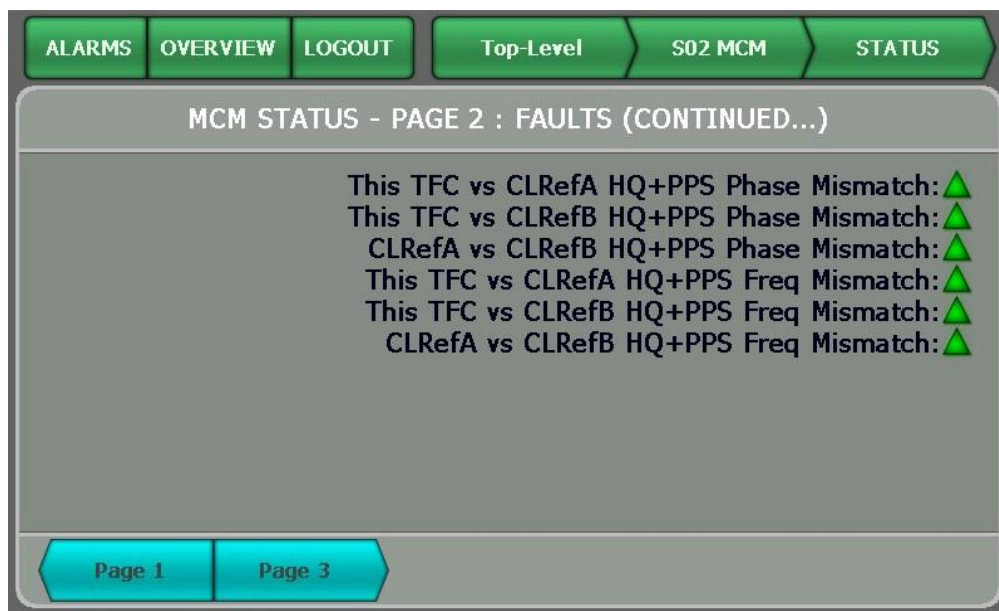 ALARMS OVERVIEW LOGOUT Top-Level S02 MCM STATUS
MCM STATUS - PAGE 2 : FAULTS (CONTINUED...)
This TFC vs CLRefA HQ+PPS Phase Mismatch:
This TFC vs CLRefB HQ+PPS Phase Mismatch:
CLRefA vs CLRefB HQ+PPS Phase Mismatch:
This TFC vs CLRefA HQ+PPS Freq Mismatch:
This TFC vs CLRefB HQ+PPS Freq Mismatch:
CLRefA vs CLRefB HQ+PPS Freq Mismatch:
Page 1 Page 3